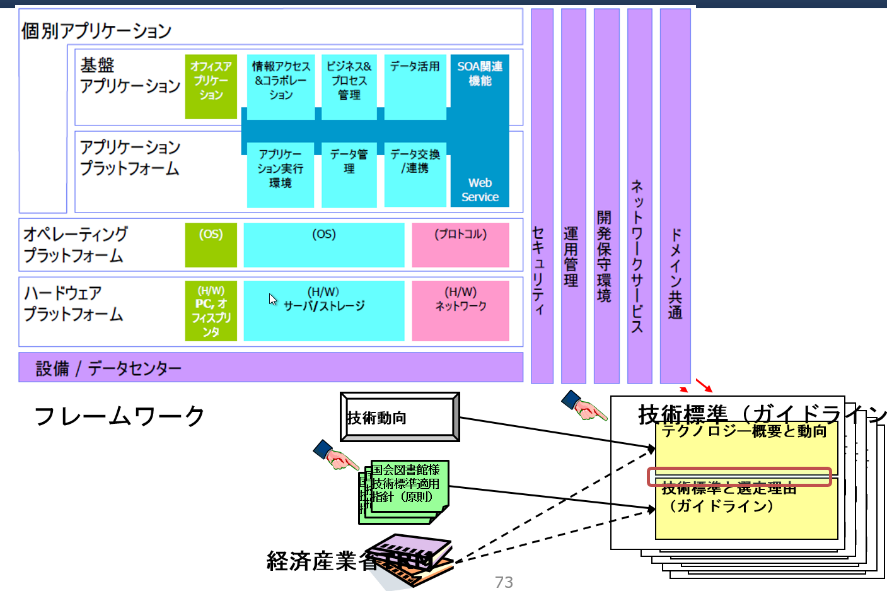 個別アプリケーション
基盤
アプリケーション
オフィスア
プリケー
ション
情報アクセス
&コラボレー
ション
ビジネス&
プロセス
管理
データ活用
SOA関連
機能
アプリケーション
プラットフォーム
アプリケー
ション実行
環境
データ管
理
データ交換
/連携
Web
Service
オペレーティング
プラットフォーム
(OS)
(OS)
(プロトコル)
ハードウェア
プラットフォーム
(H/W)
PC, オ
フィスプリ
ンタ
(H/W)
サーバ/ストレージ
(H/W)
ネットワーク
設備 / データセンター
セキュリティ
運用管理
開発保守環境
ネットワークサービス
ドメイン共通
フレームワーク
技術動向
国会図書館様
技術標準適用
指針（原則）
経済産業省TRM
技術標準（ガイドライン
テクノロジー概要と動向
技術標準と選定理由
（ガイドライン）
73